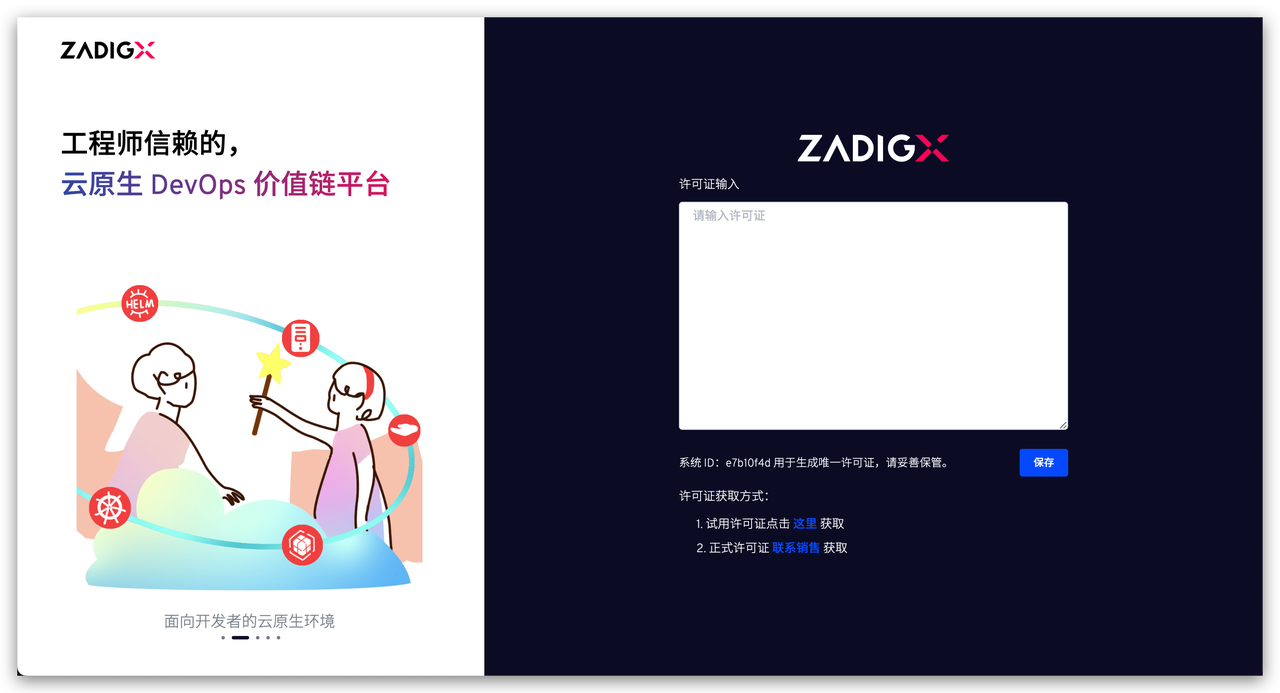 ZADIGX
工程师信赖的，
云原生 DevOps 价值链平台
HELM
面向开发者的云原生环境
ZADIGX
许可证输入
请输入许可证
系统 ID：e7b10f4d 用于生成唯一许可证，请妥善保管。
保存
许可证获取方式：
1. 试用许可证点击 这里 获取
2. 正式许可证 联系销售 获取